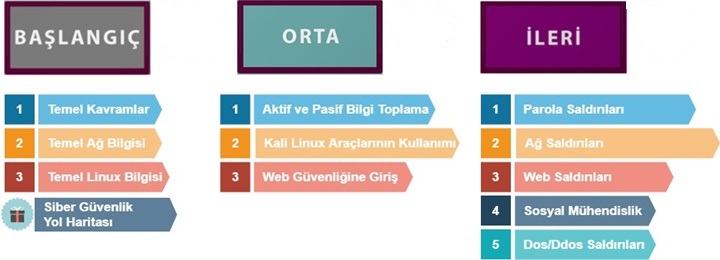 BAŞLANGIÇ
1 Temel Kavramlar
2 Temel Ağ Bilgisi
3 Temel Linux Bilgisi
Siber Güvenlik
Yol Haritası
ORTA
1 Aktif ve Pasif Bilgi Toplama
2 Kali Linux Araçlarının Kullanımı
3 Web Güvenliğine Giriş
İLERİ
1 Parola Saldırıları
2 Ağ Saldırıları
3 Web Saldırıları
4 Sosyal Mühendislik
5 Dos/Ddos Saldırıları